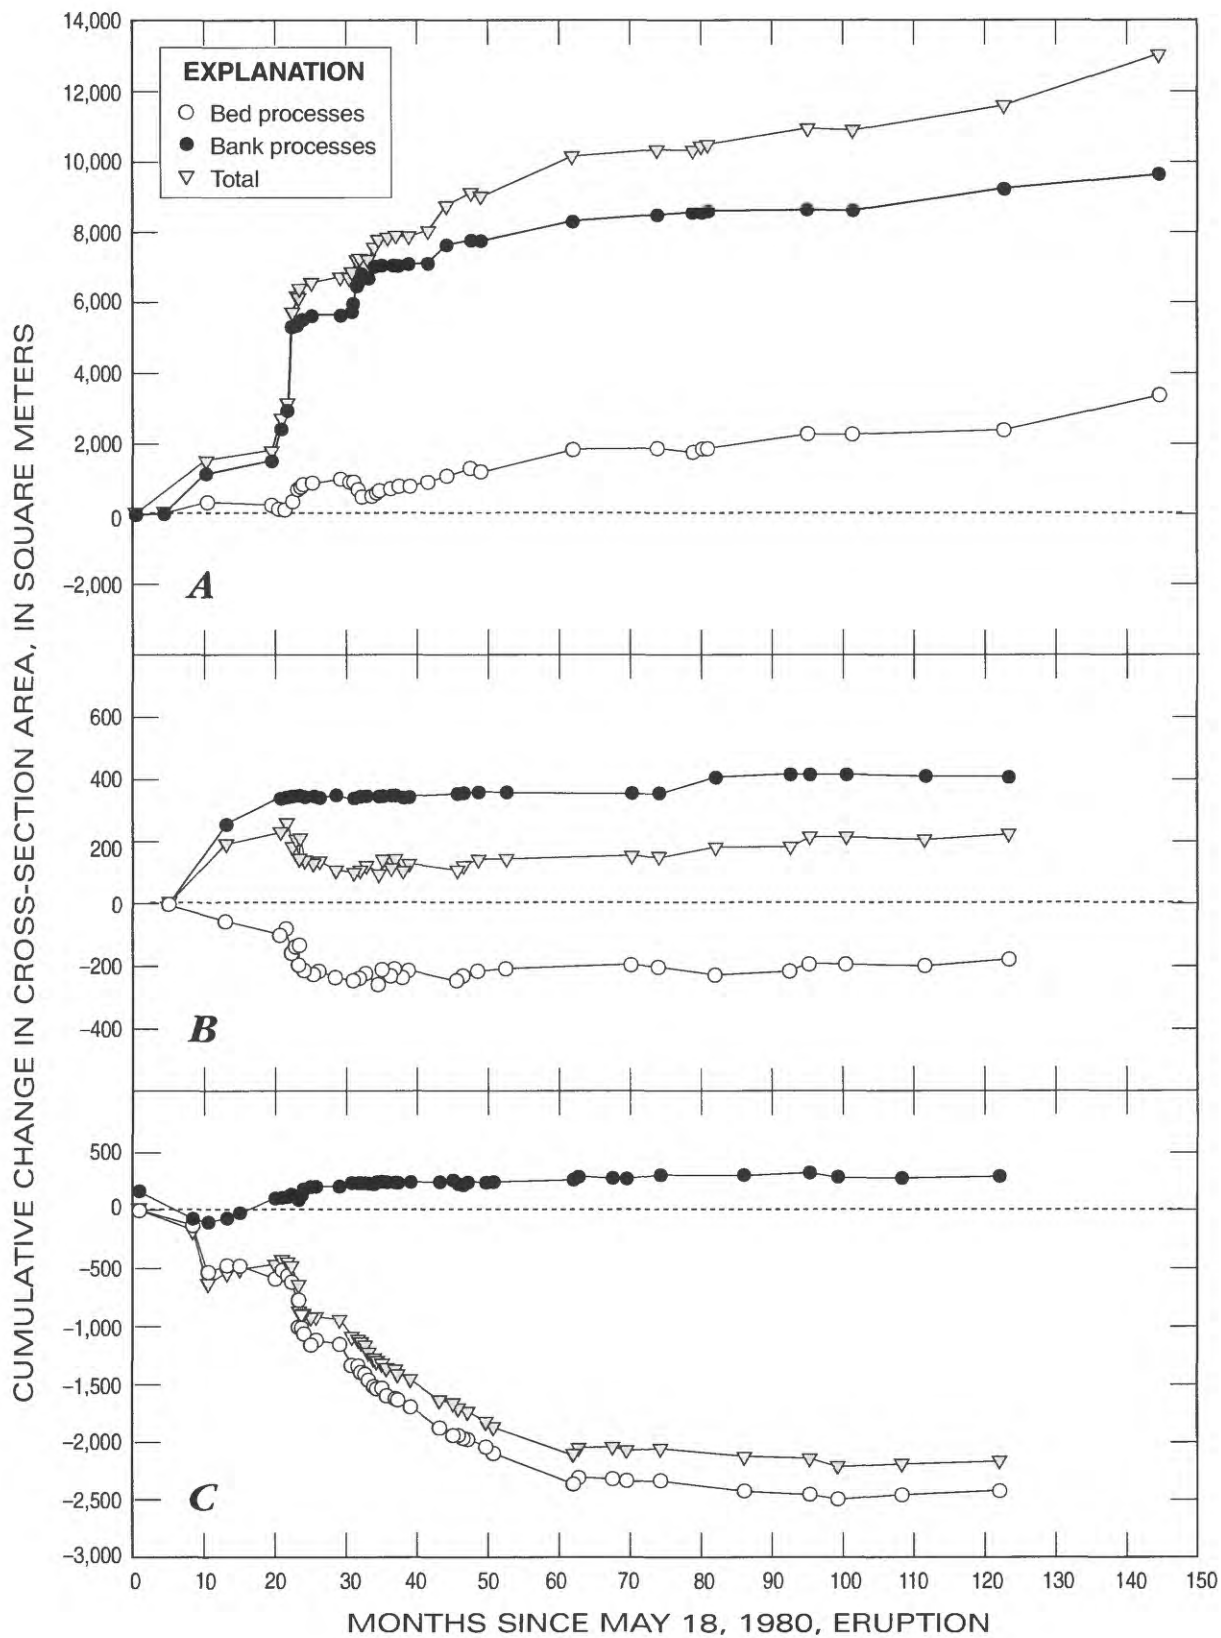 CUMULATIVE CHANGE IN CROSS-SECTION AREA, IN SQUARE METERS
14,000
12,000
10,000
8,000
6,000
4,000
2,000
0
–2,000
EXPLANATION
Bed processes
Bank processes
Total
A
600
400
200
0
–200
–400
B
500
0
–500
–1,000
–1,500
–2,000
–2,500
–3,000
C
0 10 20 30 40 50 60 70 80 90 100 110 120 130 140 150
MONTHS SINCE MAY 18, 1980, ERUPTION